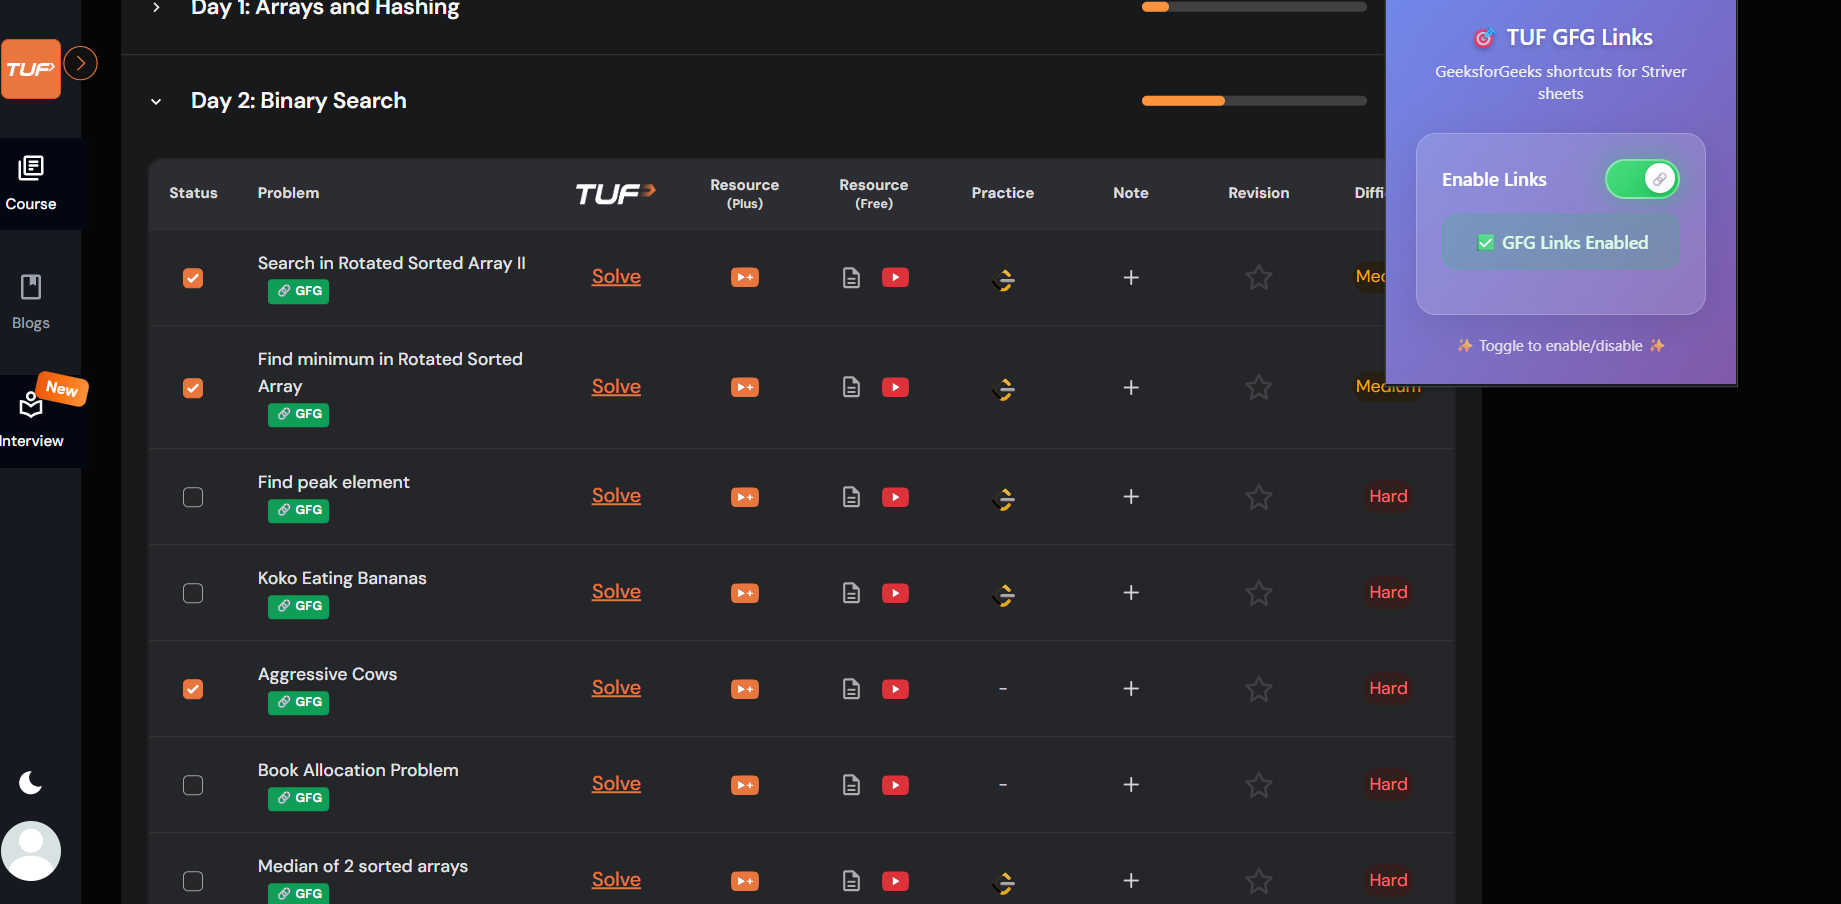 Day 1: Arrays and Hashing
TUF
Course
Blogs
New
Interview
Day 2: Binary Search
Status
Problem
TUF
Resource
(Plus)
Resource
(Free)
Practice
Note
Revision
Diffi
Search in Rotated Sorted Array II
GFG
Solve
Med
Find minimum in Rotated Sorted
Array
GFG
Solve
Medium
Find peak element
GFG
Solve
Hard
Koko Eating Bananas
GFG
Solve
Hard
Aggressive Cows
GFG
Solve
-
Hard
Book Allocation Problem
GFG
Solve
-
Hard
Median of 2 sorted arrays
GFG
Solve
Hard
TUF GFG Links
GeeksforGeeks shortcuts for Striver
sheets
Enable Links
GFG Links Enabled
Toggle to enable/disable